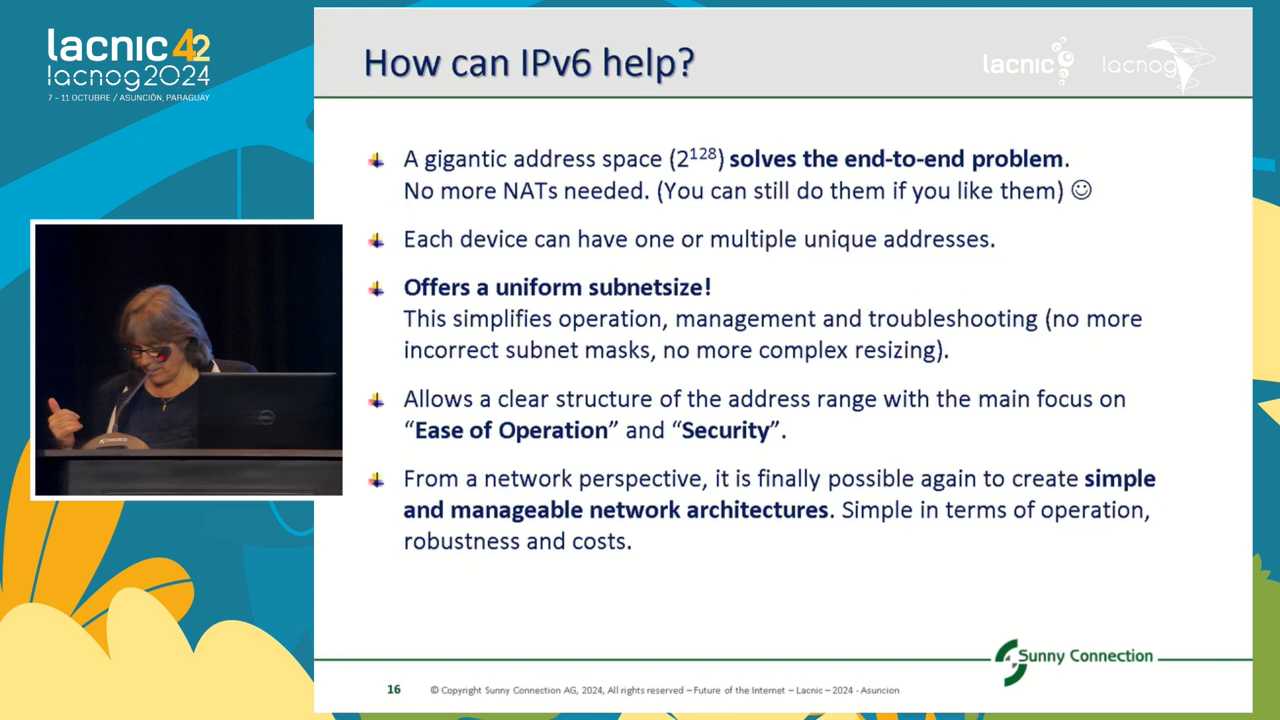 lacnic 42
lacnog 2024
7 - 11 OCTUBRE / ASUNCIÓN, PARAGUAY
How can IPv6 help?
lacnic
lacnog
A gigantic address space (2¹²⁸) solves the end-to-end problem.
No more NATs needed. (You can still do them if you like them) ☺
Each device can have one or multiple unique addresses.
Offers a uniform subnetsize!
This simplifies operation, management and troubleshooting (no more
incorrect subnet masks, no more complex resizing).
Allows a clear structure of the address range with the main focus on
“Ease of Operation” and “Security”.
From a network perspective, it is finally possible again to create simple
and manageable network architectures. Simple in terms of operation,
robustness and costs.
Sunny Connection
16
© Copyright Sunny Connection AG, 2024, All rights reserved – Future of the Internet – Lacnic – 2024 - Asuncion